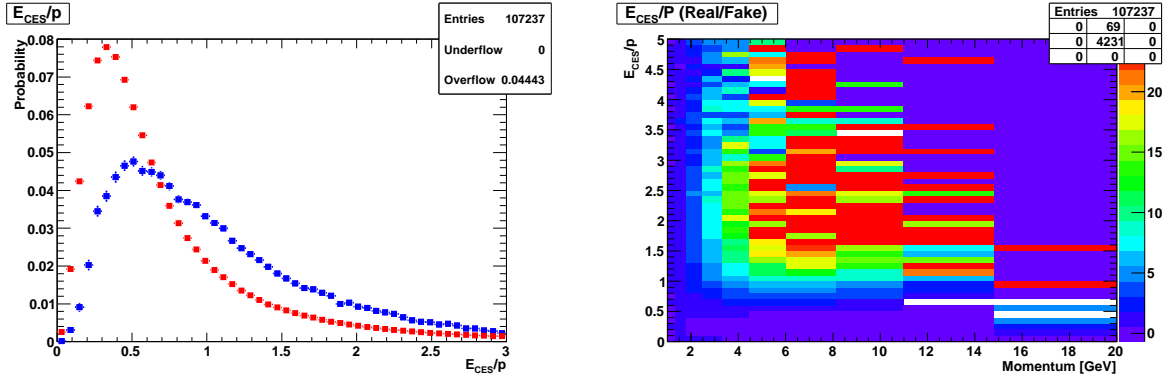 E_CES/p
Entries 107237
Underflow 0
Overflow 0.04443
Probability
0.08
0.07
0.06
0.05
0.04
0.03
0.02
0.01
0
0 0.5 1 1.5 2 2.5 3
E_CES/p
E_CES/P (Real/Fake)
Entries 107237
0 69 0
0 4231 0
0 0 0
E_CES/p
5
4.5
4
3.5
3
2.5
2
1.5
1
0.5
0
2 4 6 8 10 12 14 16 18 20
Momentum [GeV]
20
15
10
5
0